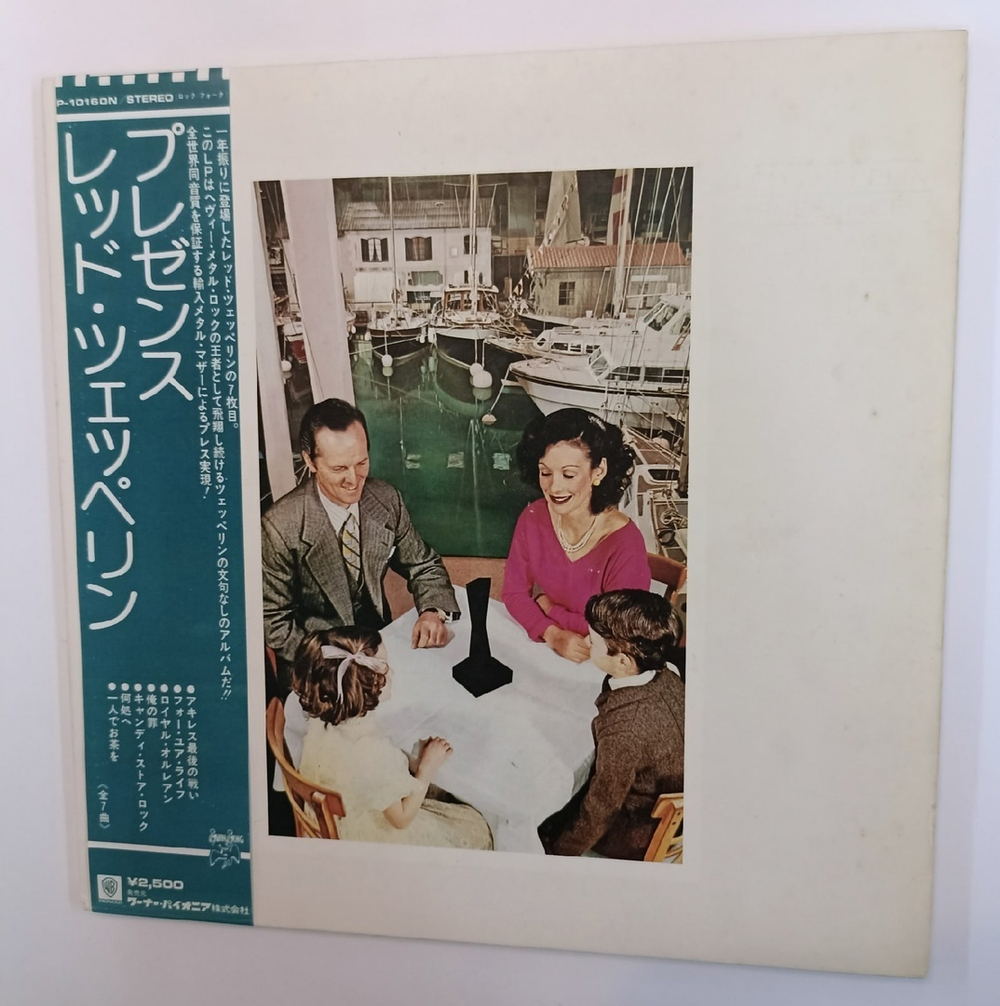 P-10160N/STEREO ロック フォーク
プレゼンス
レッド・ツェッペリン
一年振りに登場したレッド・ツェッペリンの7枚目。
このLPはヘヴィー・メタル・ロックの王者として飛翔し続けるツェッペリンの文句なしのアルバムだ!!
全世界同音質を保証する輸入メタル・マザーによるプレス実現!
●アキレス最後の戦い
●フォー・ユア・ライフ
●ロイヤル・オルレアン
●俺の罪
●キャンディ・ストア・ロック
●何処へ
●一人でお茶を
〈全7曲〉
SWAN SONG
¥2,500
発売元
ワーナー・パイオニア株式会社